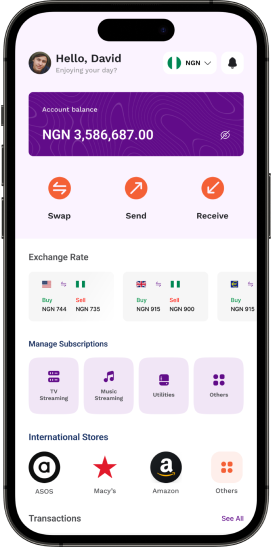 Hello, David
Enjoying your day?
NGN
Account balance
NGN 3,586,687.00
Swap
Send
Receive
Exchange Rate
Buy
Sell
NGN 744
NGN 735
Buy
Sell
NGN 915
NGN 900
Buy
NGN 915
Manage Subscriptions
TV
Streaming
Music
Streaming
Utilities
Others
International Stores
a
a
ASOS
Macy's
Amazon
Others
Transactions
See All